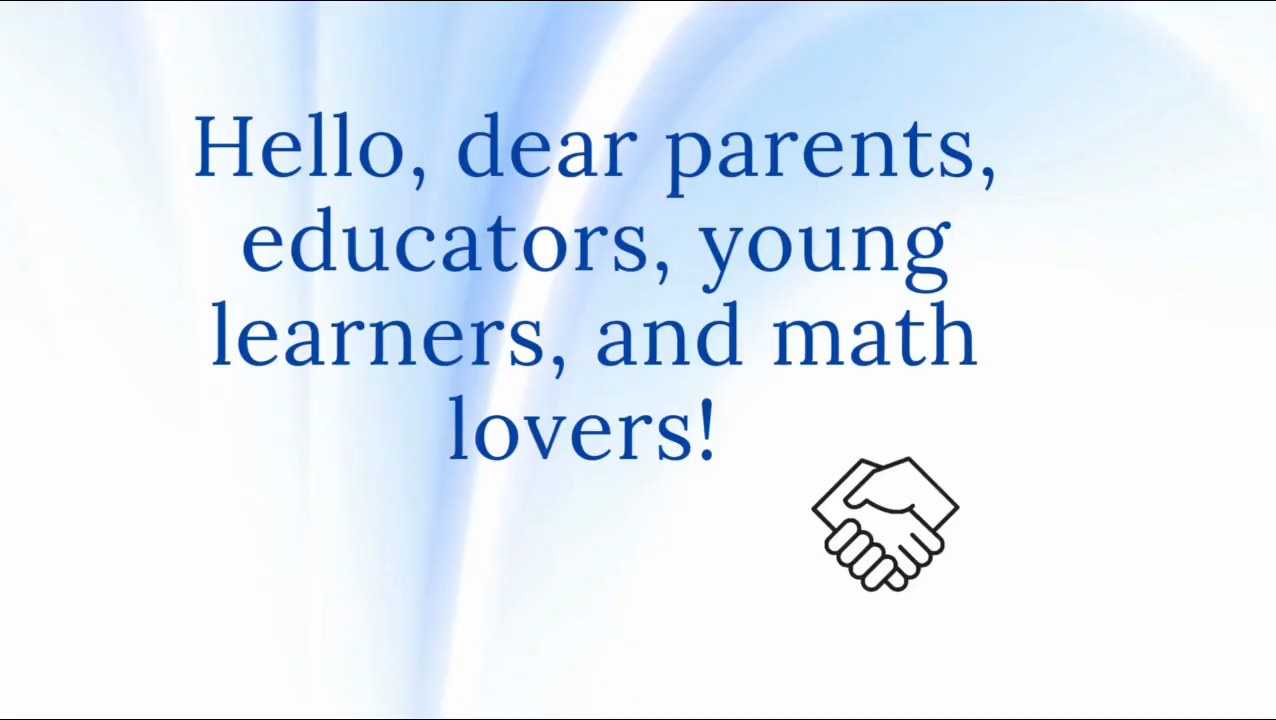 Hello, dear parents,
educators, young
learners, and math
lovers!